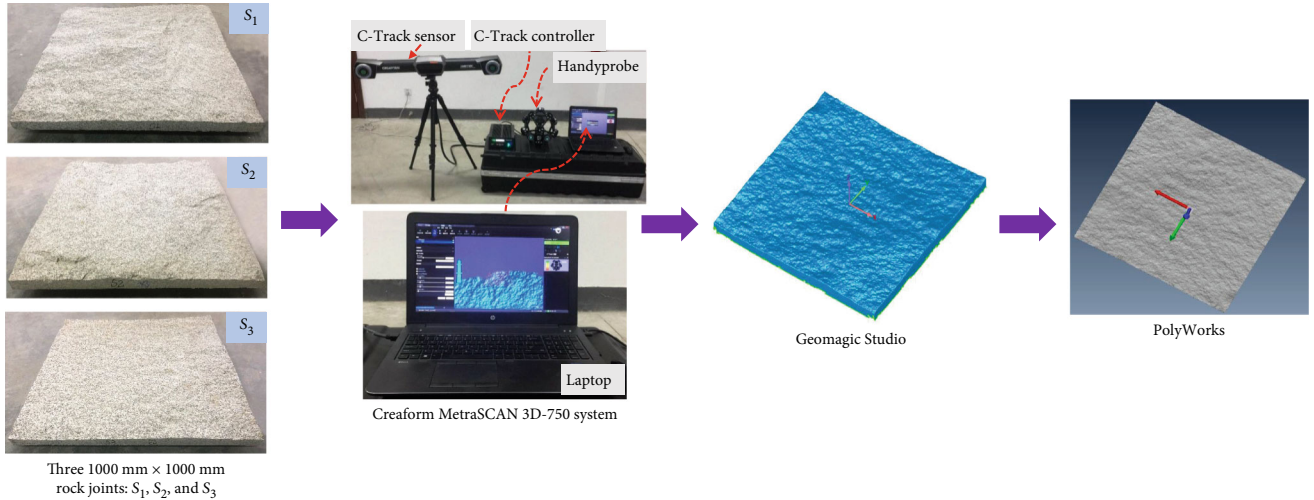 S1
S2
S3
Three 1000 mm × 1000 mm
rock joints: S1, S2, and S3
C-Track sensor
C-Track controller
Handyprobe
Laptop
Creaform MetraSCAN 3D-750 system
Geomagic Studio
PolyWorks